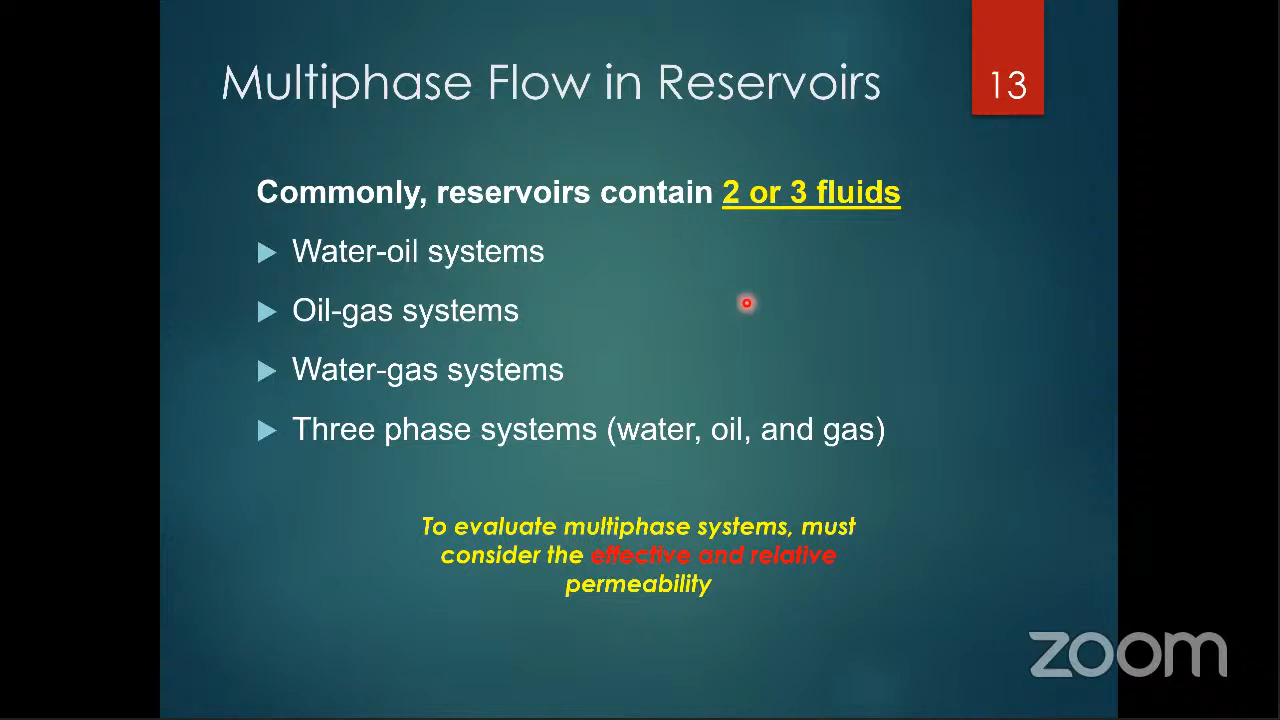 Multiphase Flow in Reservoirs
13
Commonly, reservoirs contain 2 or 3 fluids
Water-oil systems
Oil-gas systems
Water-gas systems
Three phase systems (water, oil, and gas)
To evaluate multiphase systems, must
consider the effective and relative
permeability
zoom